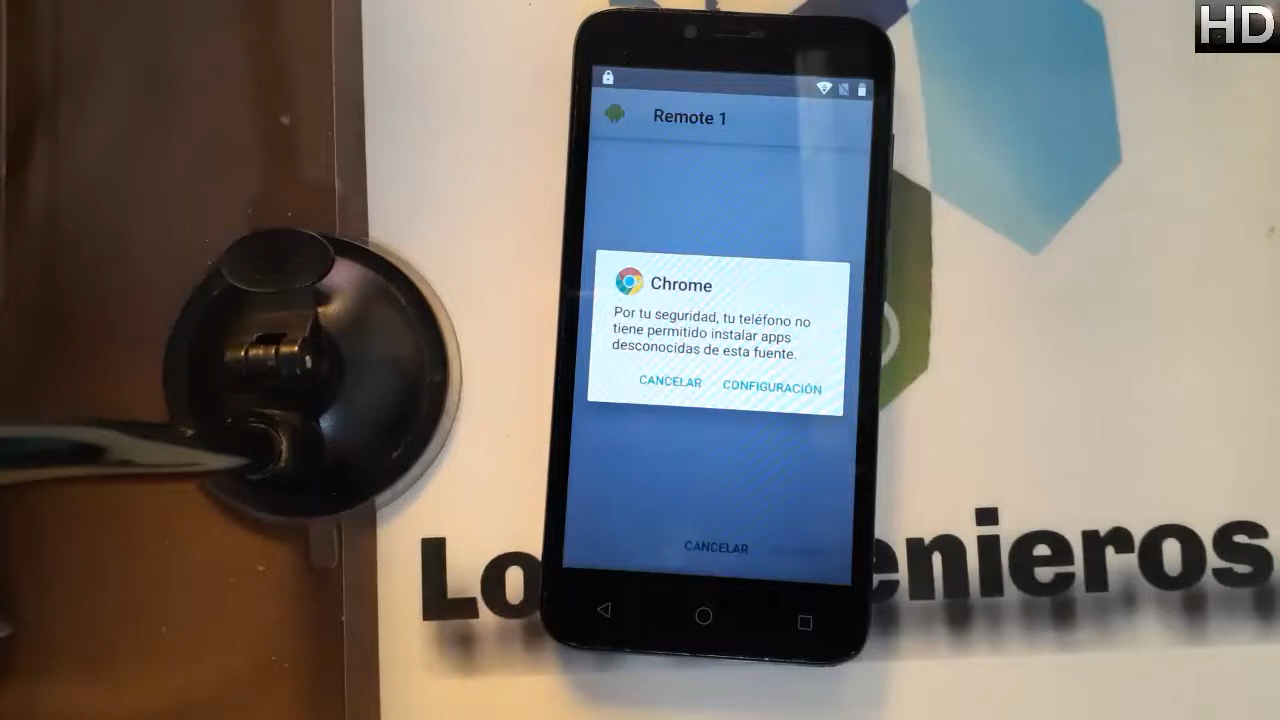 HD
Remote 1
Chrome
Por tu seguridad, tu teléfono no
tiene permitido instalar apps
desconocidas de esta fuente.
CANCELAR CONFIGURACIÓN
CANCELAR
Lo enieros